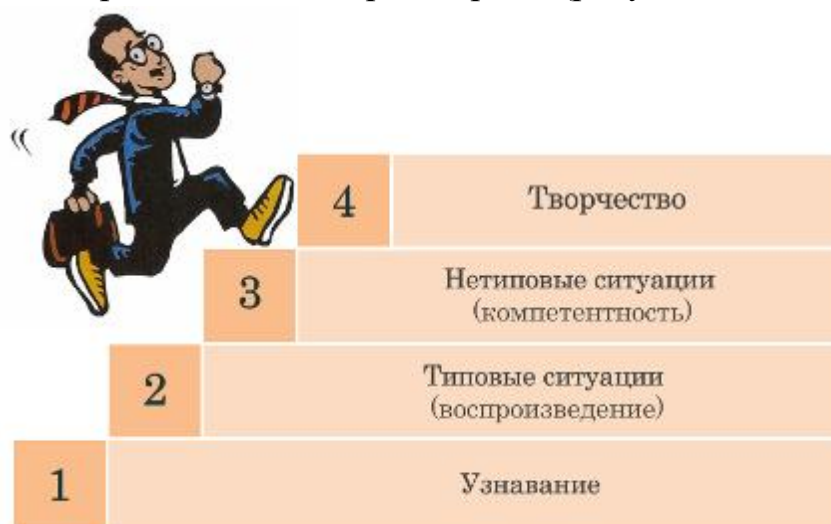 4
Творчество
3
Нетиповые ситуации
(компетентность)
2
Типовые ситуации
(воспроизведение)
1
Узнавание